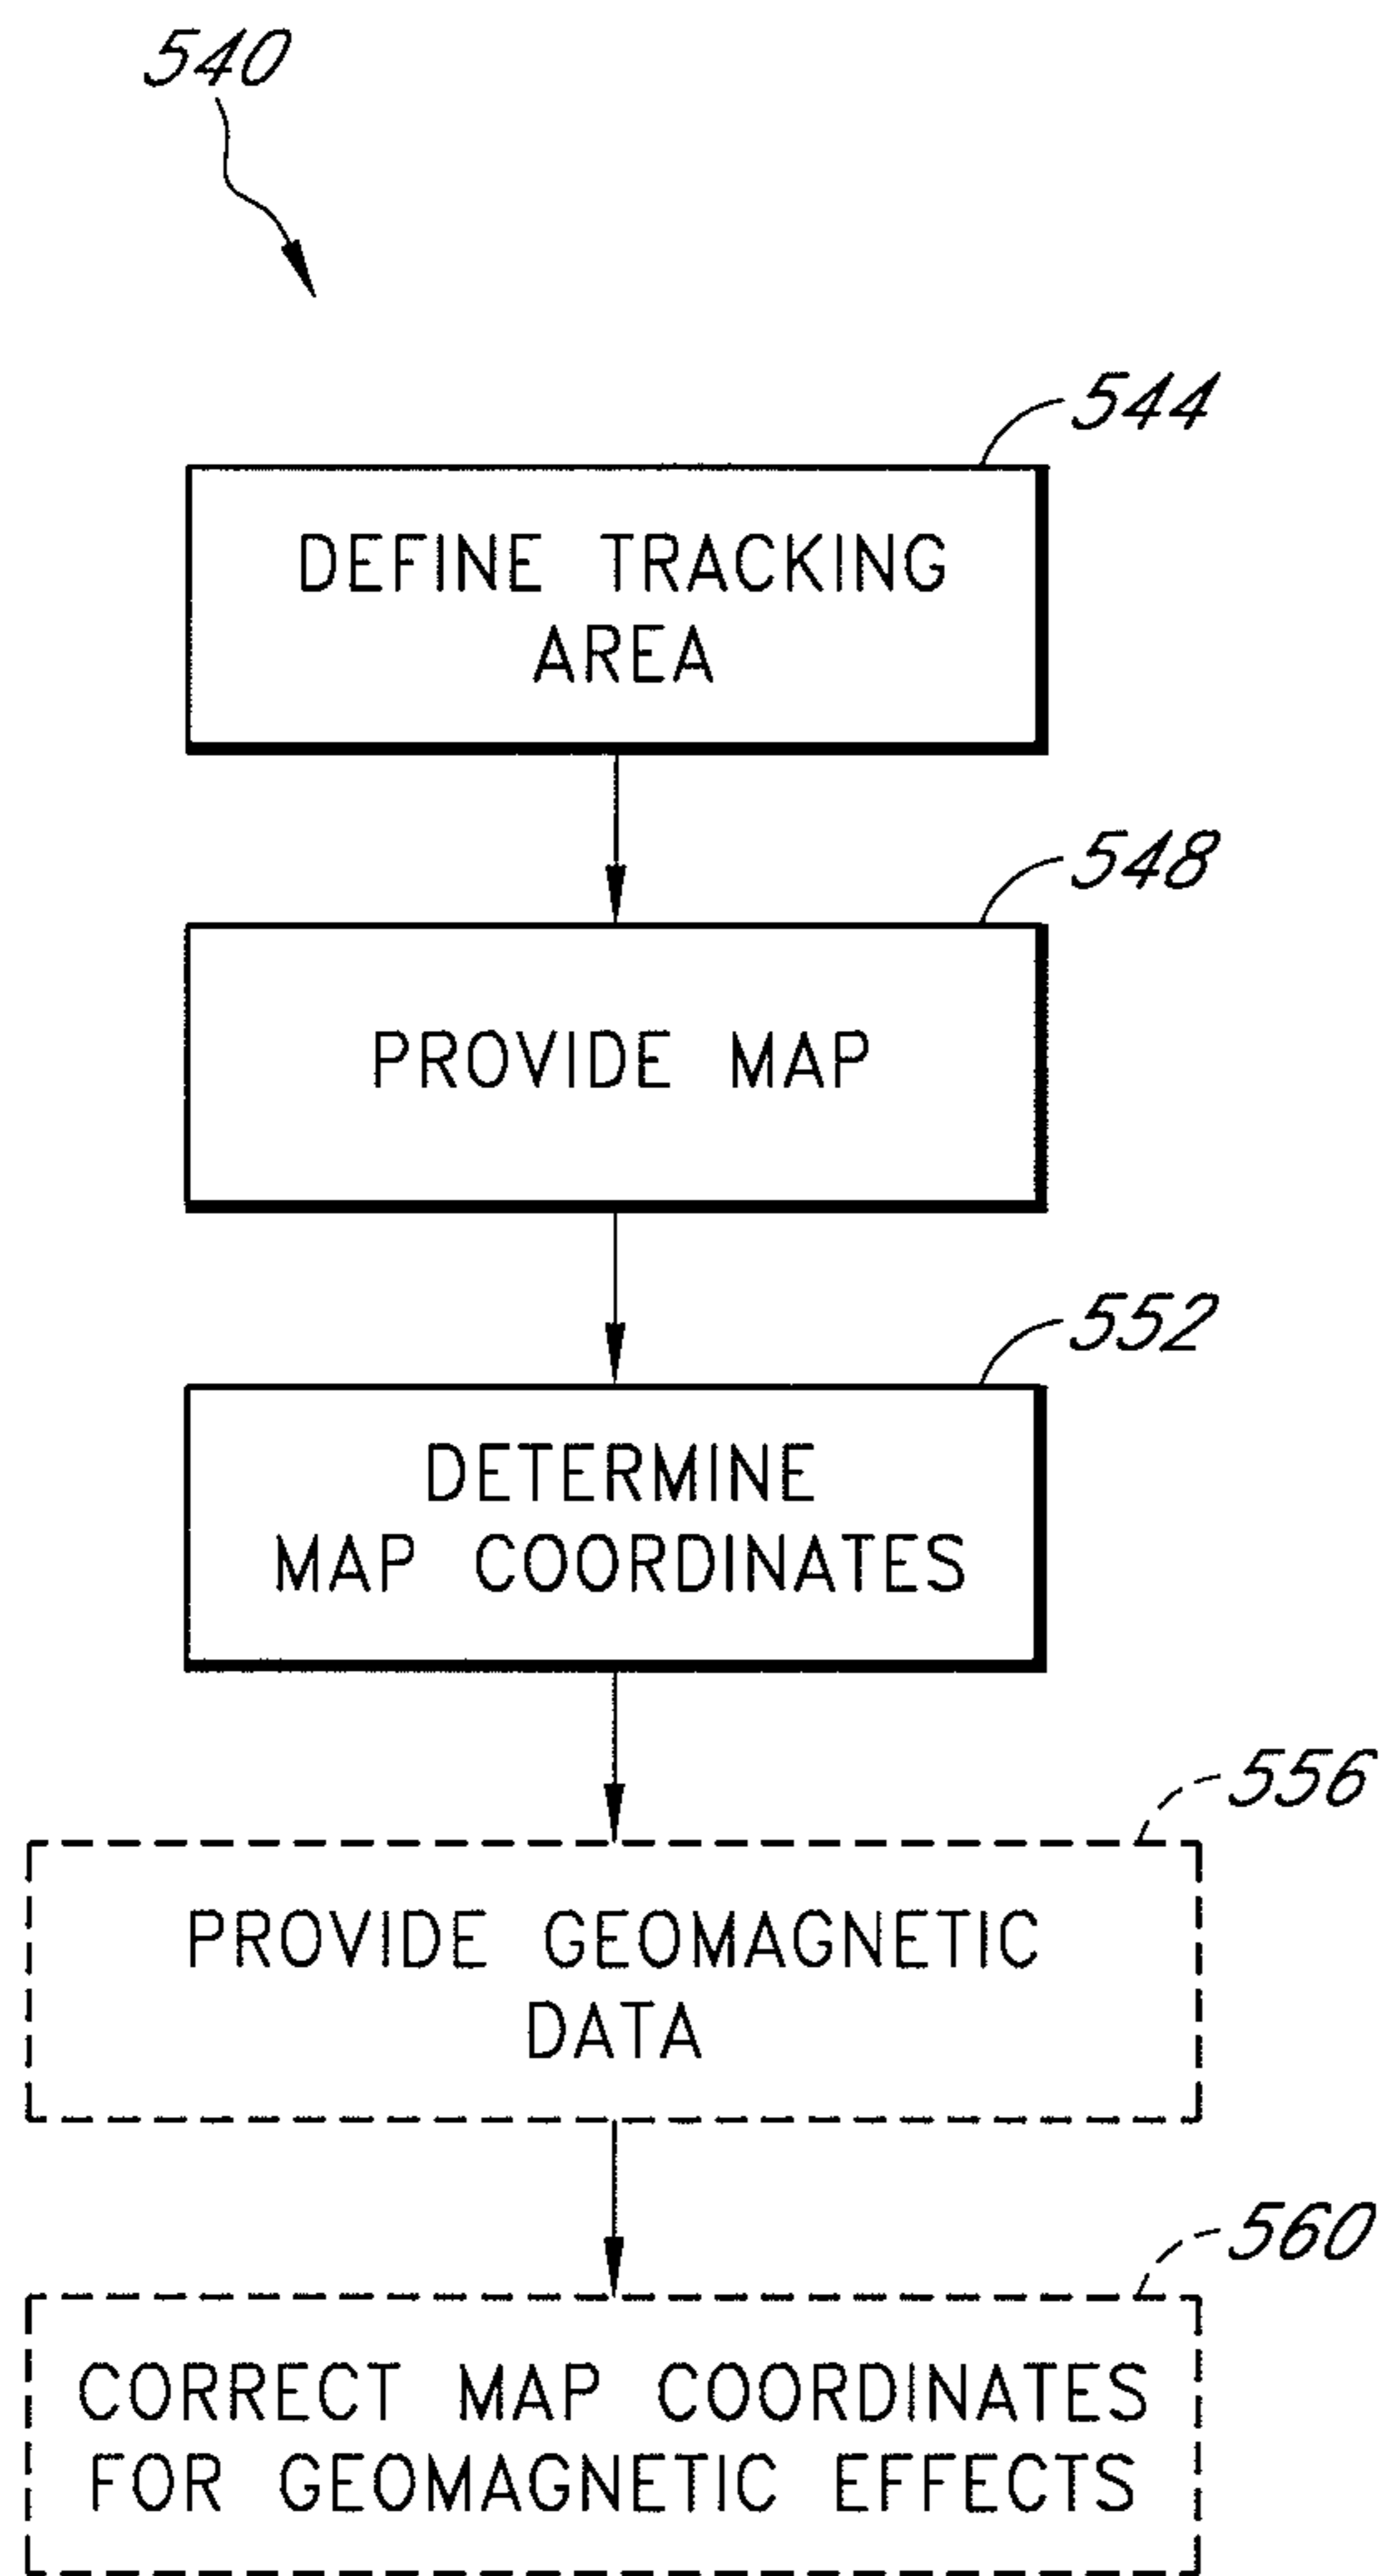 540
544
DEFINE TRACKING
AREA
548
PROVIDE MAP
552
DETERMINE
MAP COORDINATES
556
PROVIDE GEOMAGNETIC
DATA
560
CORRECT MAP COORDINATES
FOR GEOMAGNETIC EFFECTS